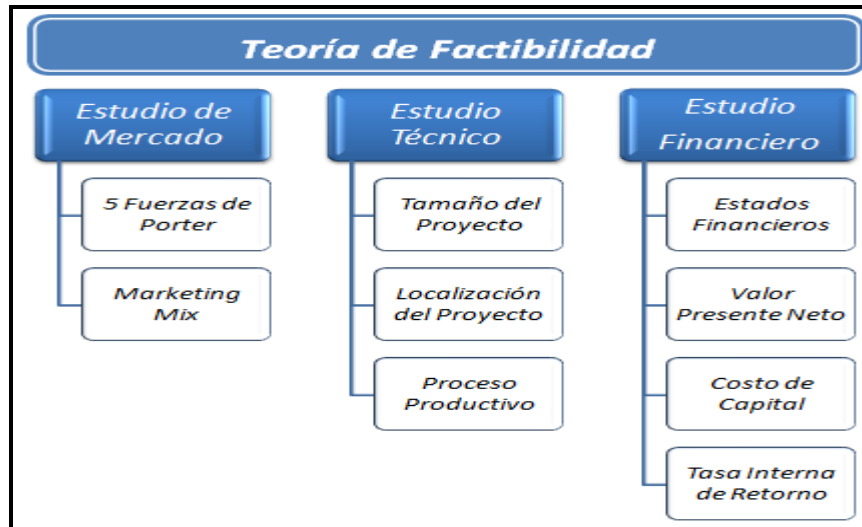 Teoría de Factibilidad
Estudio de
Mercado
5 Fuerzas de
Porter
Marketing
Mix
Estudio
Técnico
Tamaño del
Proyecto
Localización
del Proyecto
Proceso
Productivo
Estudio
Financiero
Estados
Financieros
Valor
Presente Neto
Costo de
Capital
Tasa Interna
de Retorno